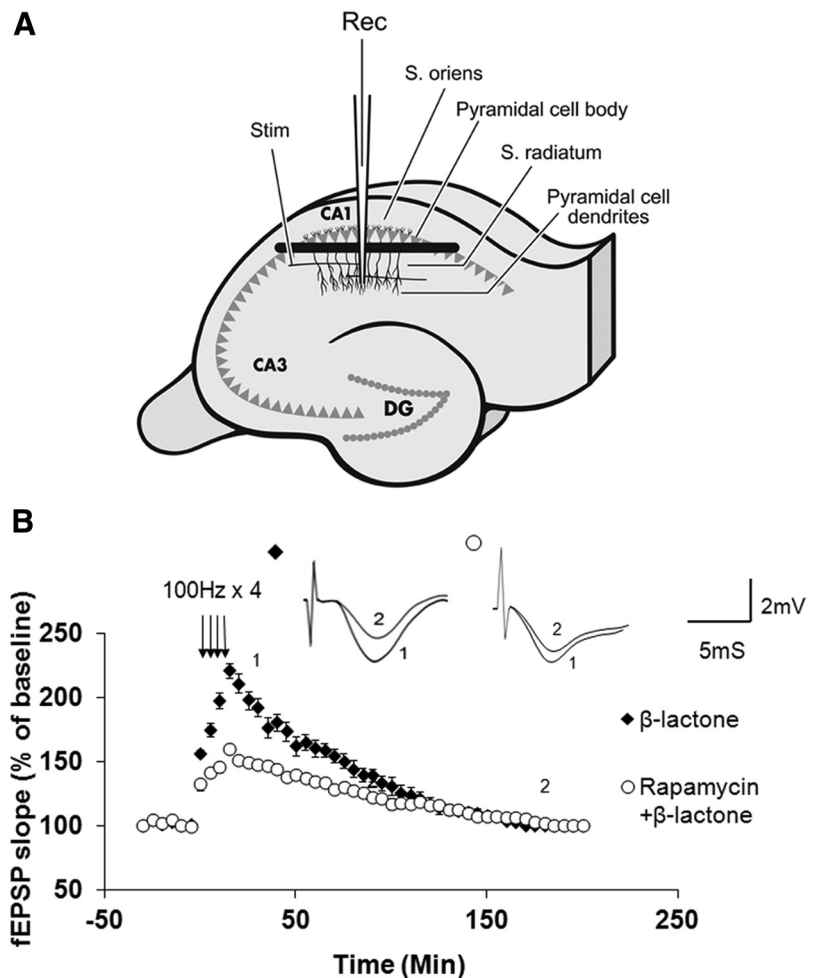 A
Rec
S. oriens
Stim
Pyramidal cell body
S. radiatum
Pyramidal cell
dendrites
CA1
CA3
DG
B
100Hz x 4
2
1
2
1
2mV
5mS
fEPSP slope (% of baseline)
250
200
150
100
50
1
2
β-lactone
Rapamycin
+β-lactone
-50
50
150
250
Time (Min)